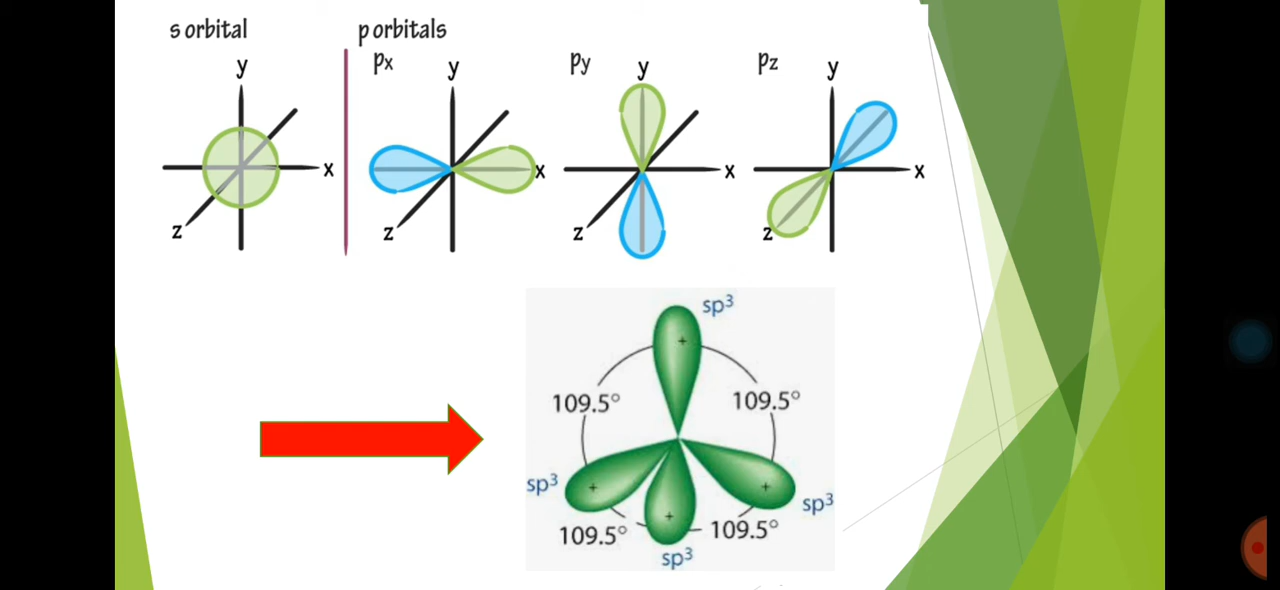 s orbital
p orbitals
y
x
z
px
y
x
z
py
y
x
z
pz
y
x
z
sp³
109.5°
109.5°
sp³
sp³
109.5°
109.5°
sp³